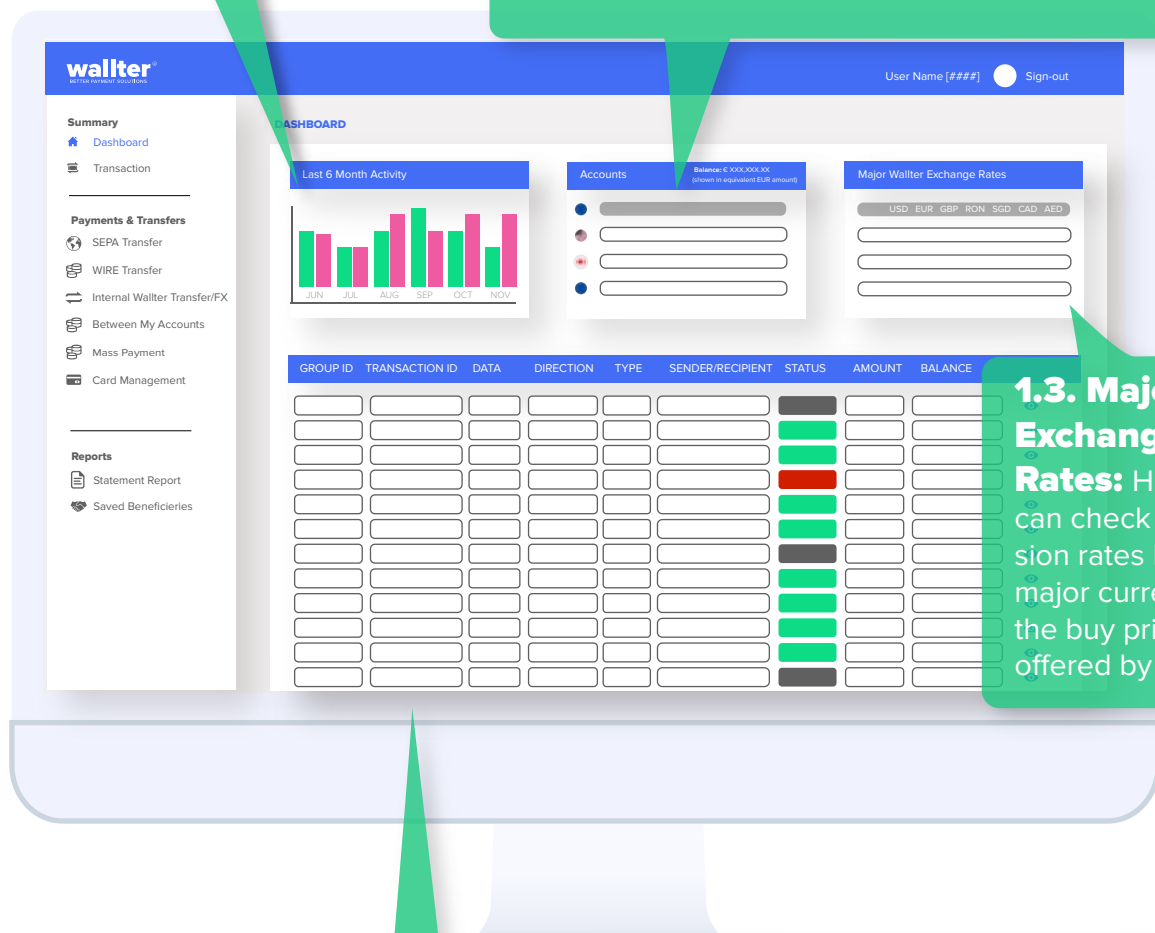 wallter®
BETTER PAYMENT SOLUTIONS
User Name [####]
Sign-out
Summary
Dashboard
Transaction
Payments & Transfers
SEPA Transfer
WIRE Transfer
Internal Wallter Transfer/FX
Between My Accounts
Mass Payment
Card Management
Reports
Statement Report
Saved Beneficieries
DASHBOARD
Last 6 Month Activity
JUN JUL AUG SEP OCT NOV
Accounts
Balance: € XXX,XXX.XX
(shown in equivalent EUR amount)
Major Wallter Exchange Rates
USD EUR GBP RON SGD CAD AED
GROUP ID TRANSACTION ID DATA DIRECTION TYPE SENDER/RECIPIENT STATUS AMOUNT BALANCE
1.3. Maj
Exchang
Rates: H
can check
sion rates
major curre
the buy pri
offered by